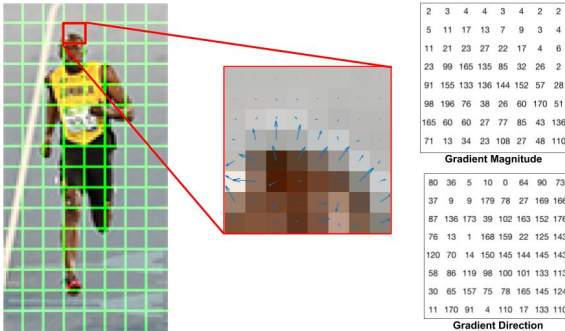 2 3 4 4 3 4 2 2
5 11 17 13 7 9 3 4
11 21 23 27 22 17 4 6
23 99 165 135 85 32 26 2
91 155 133 136 144 152 57 28
98 196 76 38 26 60 170 51
165 60 60 27 77 85 43 136
71 13 34 23 108 27 48 110
Gradient Magnitude
80 36 5 10 0 64 90 73
37 9 9 179 78 27 169 166
87 136 173 39 102 163 152 176
76 13 1 168 159 22 125 143
120 70 14 150 145 144 145 143
58 86 119 98 100 101 133 113
30 65 157 75 78 165 145 124
11 170 91 4 110 17 133 110
Gradient Direction